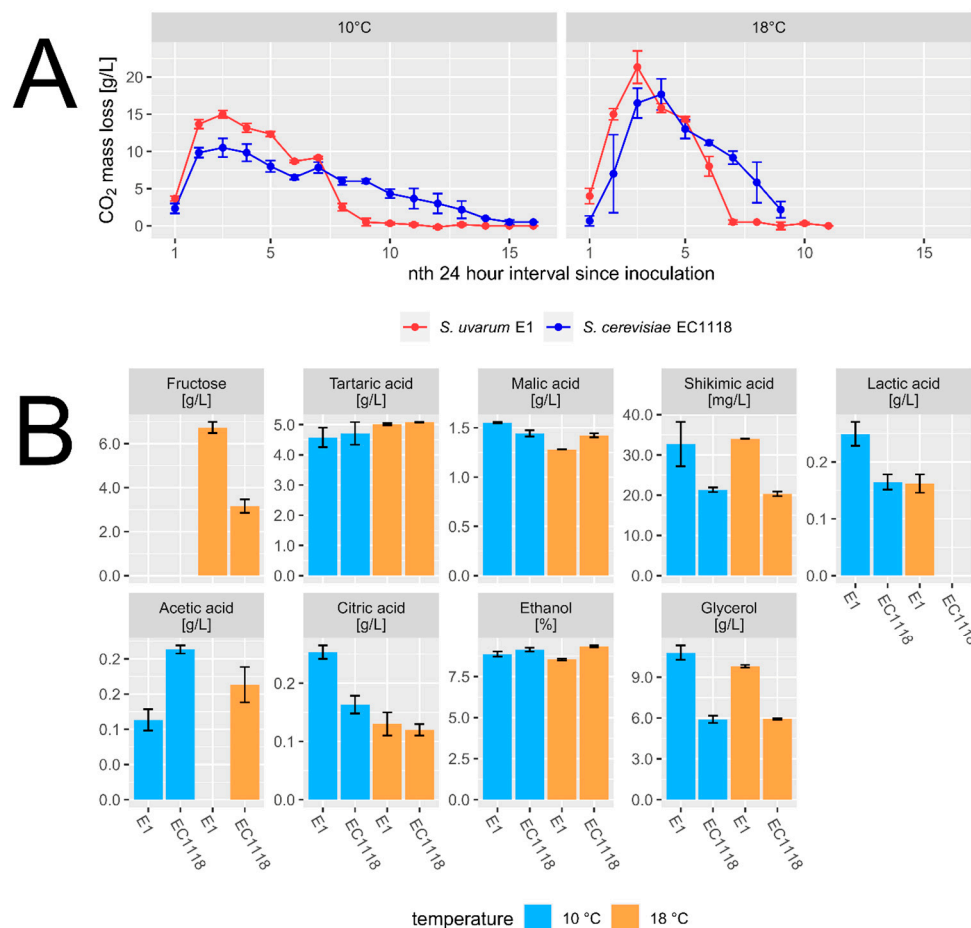 A
10°C
18°C
CO2 mass loss [g/L]
20
15
10
5
0
1
5
10
15
1
5
10
15
nth 24 hour interval since inoculation
S. uvarum E1
S. cerevisiae EC1118
B
Fructose
[g/L]
Tartaric acid
[g/L]
Malic acid
[g/L]
Shikimic acid
[mg/L]
Lactic acid
[g/L]
6.0
3.0
0.0
5.0
4.0
3.0
2.0
1.0
0.0
1.5
1.0
0.5
0.0
40.0
30.0
20.0
10.0
0.0
0.2
0.1
0.0
E1
EC1118
E1
EC1118
Acetic acid
[g/L]
Citric acid
[g/L]
Ethanol
[%]
Glycerol
[g/L]
0.2
0.2
0.1
0.0
0.0
0.2
0.1
0.0
7.5
5.0
2.5
0.0
9.0
6.0
3.0
0.0
E1
EC1118
E1
EC1118
E1
EC1118
E1
EC1118
E1
EC1118
E1
EC1118
E1
EC1118
E1
EC1118
temperature
10 °C
18 °C